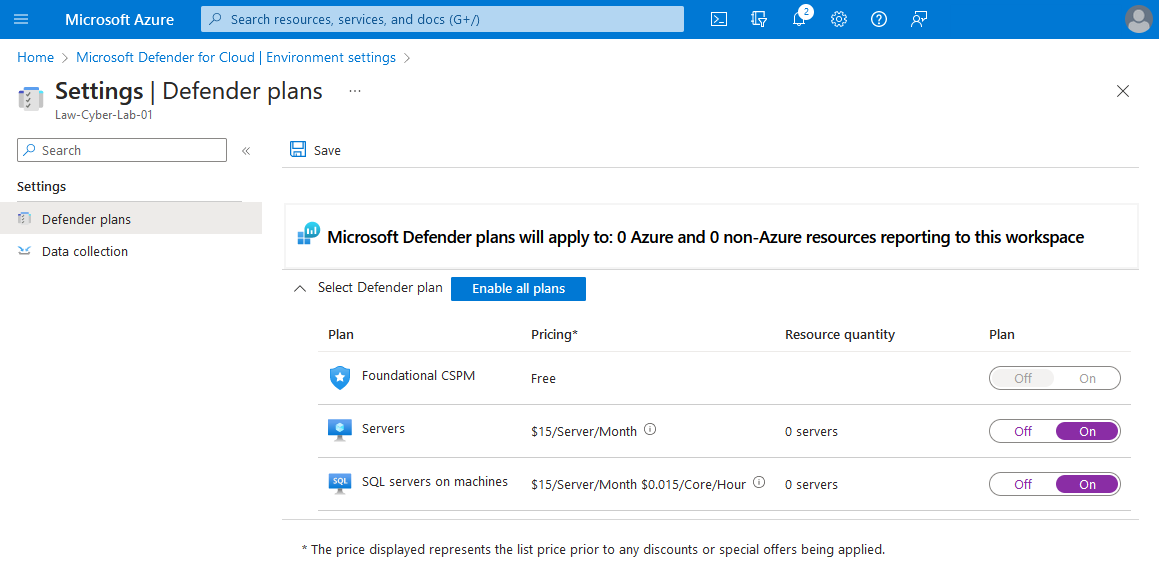 Microsoft Azure
Search resources, services, and docs (G+/)
2
Home > Microsoft Defender for Cloud | Environment settings >
Settings | Defender plans ...
Law-Cyber-Lab-01
Search
«
Save
Settings
Defender plans
Data collection
Microsoft Defender plans will apply to: 0 Azure and 0 non-Azure resources reporting to this workspace
Select Defender plan Enable all plans
Plan Pricing* Resource quantity Plan
Foundational CSPM Free Off On
Servers $15/Server/Month 0 servers Off On
SQL SQL servers on machines $15/Server/Month $0.015/Core/Hour 0 servers Off On
* The price displayed represents the list price prior to any discounts or special offers being applied.